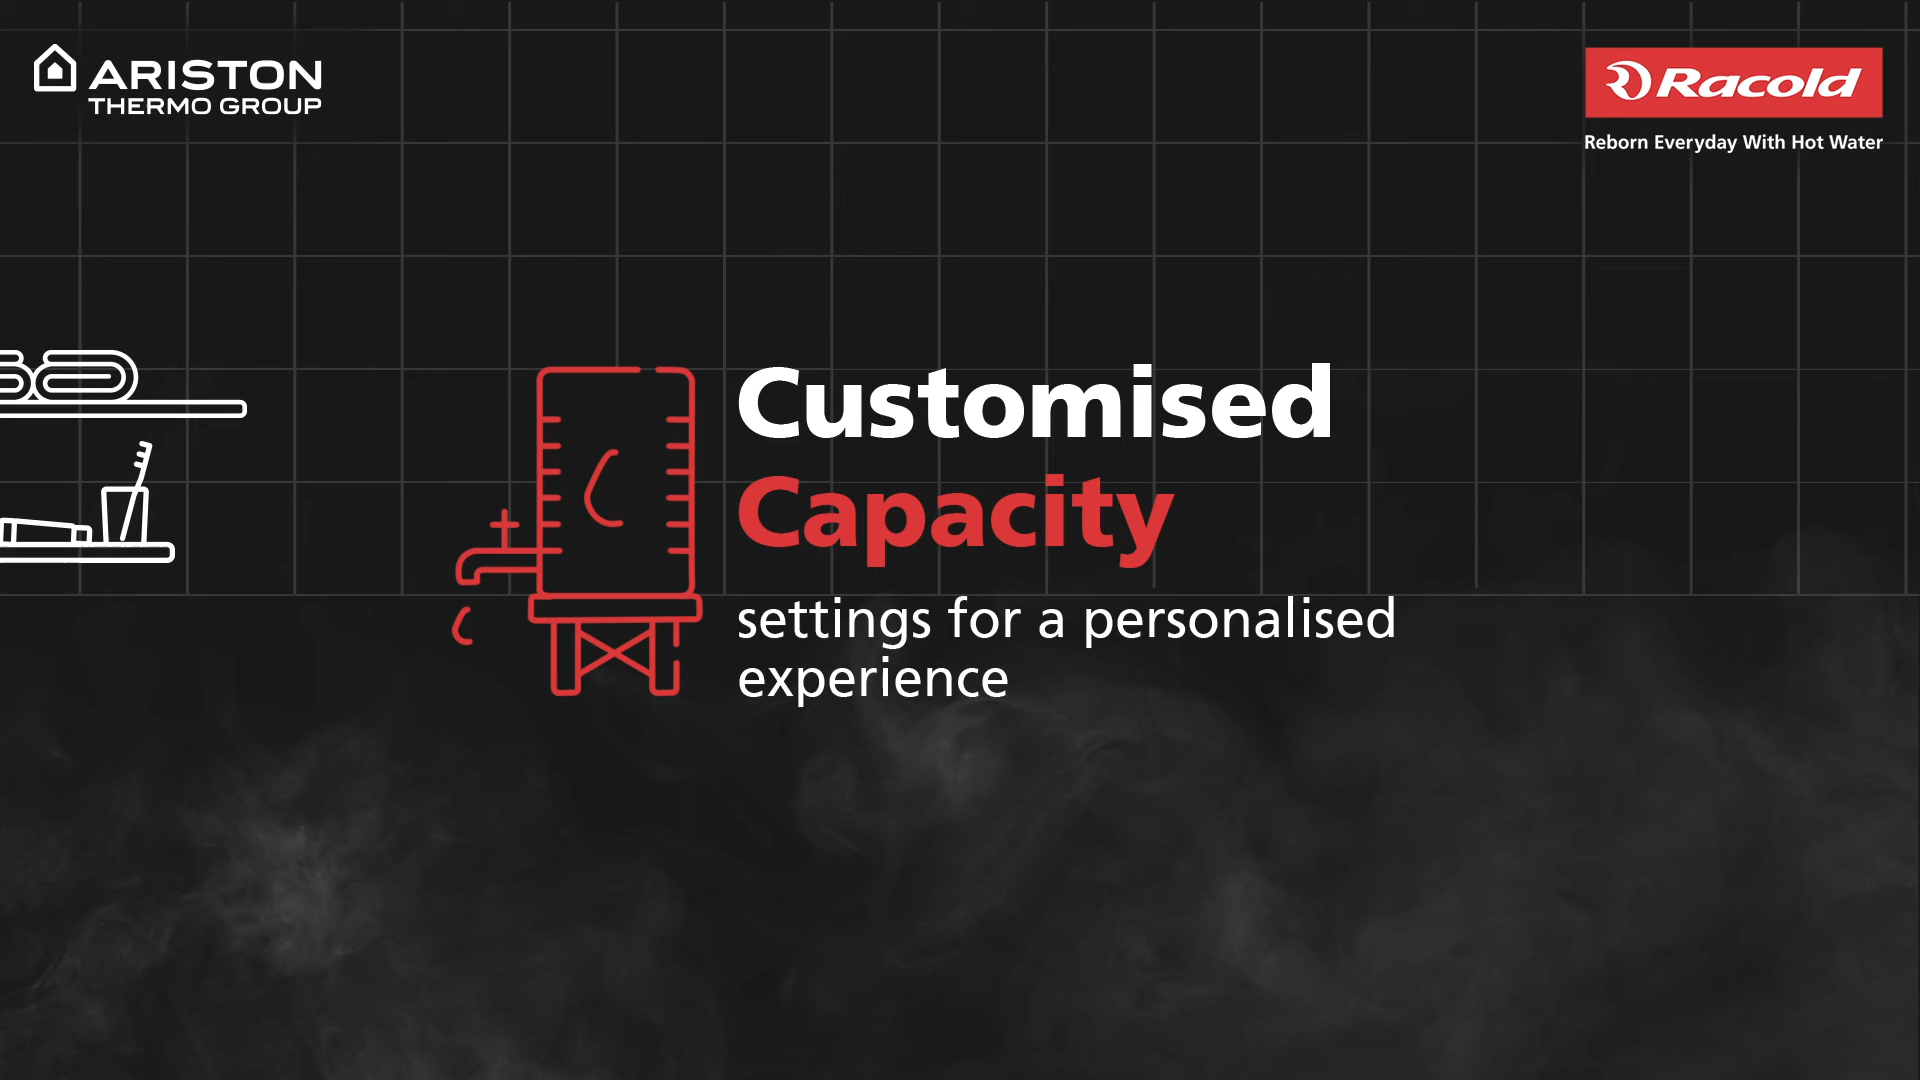 ARISTON
THERMO GROUP
Racold
Reborn Everyday With Hot Water
Customised
Capacity
settings for a personalised
experience